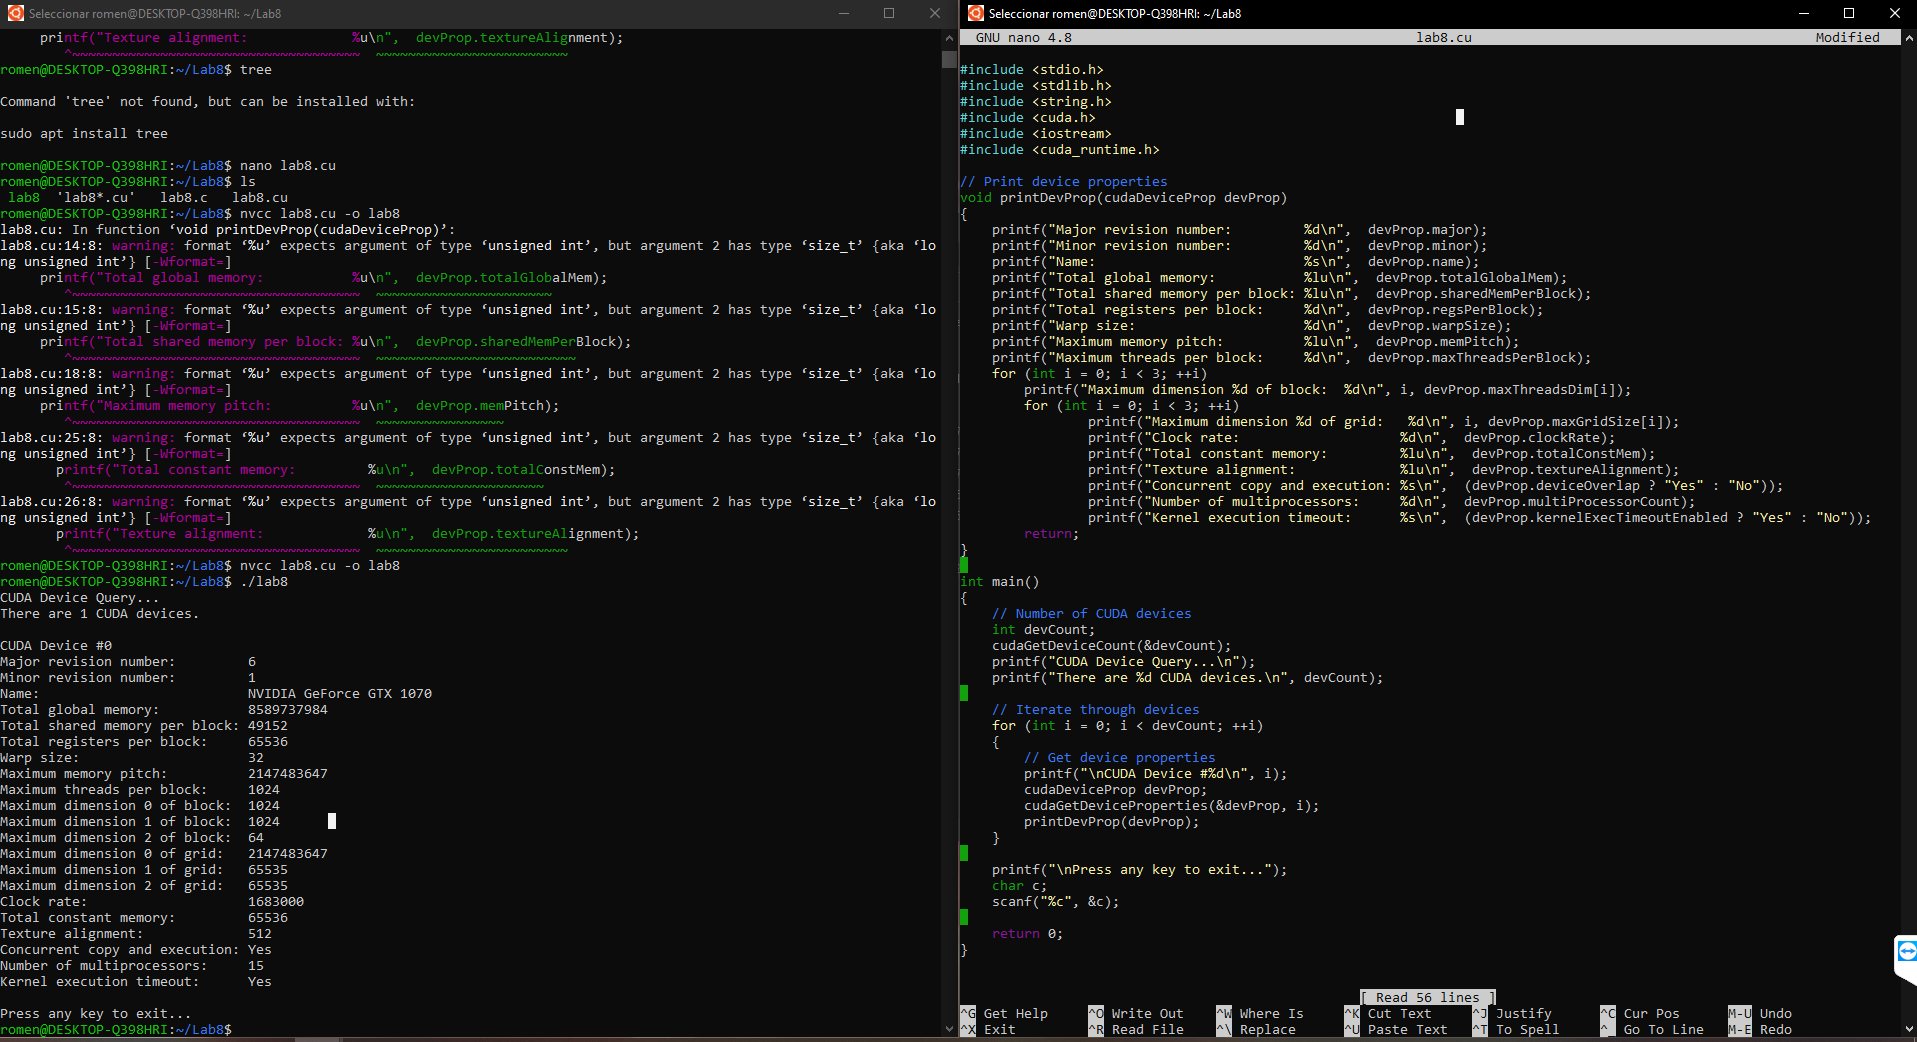 Seleccionar romen@DESKTOP-Q398HRI: ~/Lab8
     printf("Texture alignment:             %u\n",  devProp.textureAlignment);
        ^~~~~~~~~~~~~~~~~~~~~~~~~~~~~~~~~~~~~  ~~~~~~~~~~~~~~~~~~~~~~~~
romen@DESKTOP-Q398HRI:~/Lab8$ tree

Command 'tree' not found, but can be installed with:

sudo apt install tree

romen@DESKTOP-Q398HRI:~/Lab8$ nano lab8.cu
romen@DESKTOP-Q398HRI:~/Lab8$ ls
 lab8  'lab8*.cu'   lab8.c   lab8.cu
romen@DESKTOP-Q398HRI:~/Lab8$ nvcc lab8.cu -o lab8
lab8.cu: In function ‘void printDevProp(cudaDeviceProp)’:
lab8.cu:14:8: warning: format ‘%u’ expects argument of type ‘unsigned int’, but argument 2 has type ‘size_t’ {aka ‘lo
ng unsigned int’} [-Wformat=]
     printf("Total global memory:           %u\n",  devProp.totalGlobalMem);
        ^~~~~~~~~~~~~~~~~~~~~~~~~~~~~~~~~~~~~  ~~~~~~~~~~~~~~~~~~~~~~
lab8.cu:15:8: warning: format ‘%u’ expects argument of type ‘unsigned int’, but argument 2 has type ‘size_t’ {aka ‘lo
ng unsigned int’} [-Wformat=]
     printf("Total shared memory per block: %u\n",  devProp.sharedMemPerBlock);
        ^~~~~~~~~~~~~~~~~~~~~~~~~~~~~~~~~~~~~  ~~~~~~~~~~~~~~~~~~~~~~~~~
lab8.cu:18:8: warning: format ‘%u’ expects argument of type ‘unsigned int’, but argument 2 has type ‘size_t’ {aka ‘lo
ng unsigned int’} [-Wformat=]
     printf("Maximum memory pitch:          %u\n",  devProp.memPitch);
        ^~~~~~~~~~~~~~~~~~~~~~~~~~~~~~~~~~~~~  ~~~~~~~~~~~~~~~~
lab8.cu:25:8: warning: format ‘%u’ expects argument of type ‘unsigned int’, but argument 2 has type ‘size_t’ {aka ‘lo
ng unsigned int’} [-Wformat=]
       printf("Total constant memory:         %u\n",  devProp.totalConstMem);
        ^~~~~~~~~~~~~~~~~~~~~~~~~~~~~~~~~~~~~  ~~~~~~~~~~~~~~~~~~~~~
lab8.cu:26:8: warning: format ‘%u’ expects argument of type ‘unsigned int’, but argument 2 has type ‘size_t’ {aka ‘lo
ng unsigned int’} [-Wformat=]
       printf("Texture alignment:             %u\n",  devProp.textureAlignment);
        ^~~~~~~~~~~~~~~~~~~~~~~~~~~~~~~~~~~~~  ~~~~~~~~~~~~~~~~~~~~~~~~
romen@DESKTOP-Q398HRI:~/Lab8$ nvcc lab8.cu -o lab8
romen@DESKTOP-Q398HRI:~/Lab8$ ./lab8
CUDA Device Query...
There are 1 CUDA devices.

CUDA Device #0
Major revision number:         6
Minor revision number:         1
Name:                          NVIDIA GeForce GTX 1070
Total global memory:           8589737984
Total shared memory per block: 49152
Total registers per block:     65536
Warp size:                     32
Maximum memory pitch:          2147483647
Maximum threads per block:     1024
Maximum dimension 0 of block:  1024
Maximum dimension 1 of block:  1024
Maximum dimension 2 of block:  64
Maximum dimension 0 of grid:   2147483647
Maximum dimension 1 of grid:   65535
Maximum dimension 2 of grid:   65535
Clock rate:                    1683000
Total constant memory:         65536
Texture alignment:             512
Concurrent copy and execution: Yes
Number of multiprocessors:     15
Kernel execution timeout:      Yes

Press any key to exit...
romen@DESKTOP-Q398HRI:~/Lab8$
Seleccionar romen@DESKTOP-Q398HRI: ~/Lab8
  GNU nano 4.8                                           lab8.cu                                           Modified

#include <stdio.h>
#include <stdlib.h>
#include <string.h>
#include <cuda.h>
#include <iostream>
#include <cuda_runtime.h>

// Print device properties
void printDevProp(cudaDeviceProp devProp)
{
    printf("Major revision number:         %d\n",  devProp.major);
    printf("Minor revision number:         %d\n",  devProp.minor);
    printf("Name:                          %s\n",  devProp.name);
    printf("Total global memory:           %lu\n",  devProp.totalGlobalMem);
    printf("Total shared memory per block: %lu\n",  devProp.sharedMemPerBlock);
    printf("Total registers per block:     %d\n",  devProp.regsPerBlock);
    printf("Warp size:                     %d\n",  devProp.warpSize);
    printf("Maximum memory pitch:          %lu\n",  devProp.memPitch);
    printf("Maximum threads per block:     %d\n",  devProp.maxThreadsPerBlock);
    for (int i = 0; i < 3; ++i)
        printf("Maximum dimension %d of block:  %d\n", i, devProp.maxThreadsDim[i]);
        for (int i = 0; i < 3; ++i)
                printf("Maximum dimension %d of grid:   %d\n", i, devProp.maxGridSize[i]);
                printf("Clock rate:                    %d\n",  devProp.clockRate);
                printf("Total constant memory:         %lu\n",  devProp.totalConstMem);
                printf("Texture alignment:             %lu\n",  devProp.textureAlignment);
                printf("Concurrent copy and execution: %s\n",  (devProp.deviceOverlap ? "Yes" : "No"));
                printf("Number of multiprocessors:     %d\n",  devProp.multiProcessorCount);
                printf("Kernel execution timeout:      %s\n",  (devProp.kernelExecTimeoutEnabled ? "Yes" : "No"));
        return;
}

int main()
{
    // Number of CUDA devices
    int devCount;
    cudaGetDeviceCount(&devCount);
    printf("CUDA Device Query...\n");
    printf("There are %d CUDA devices.\n", devCount);

    // Iterate through devices
    for (int i = 0; i < devCount; ++i)
    {
        // Get device properties
        printf("\nCUDA Device #%d\n", i);
        cudaDeviceProp devProp;
        cudaGetDeviceProperties(&devProp, i);
        printDevProp(devProp);
    }

    printf("\nPress any key to exit...");
    char c;
    scanf("%c", &c);

    return 0;
}

[ Read 56 lines ]
^G Get Help     ^O Write Out    ^W Where Is     ^K Cut Text     ^J Justify      ^C Cur Pos      M-U Undo
^X Exit         ^R Read File    ^\ Replace      ^U Paste Text   ^T To Spell     ^_ Go To Line   M-E Redo